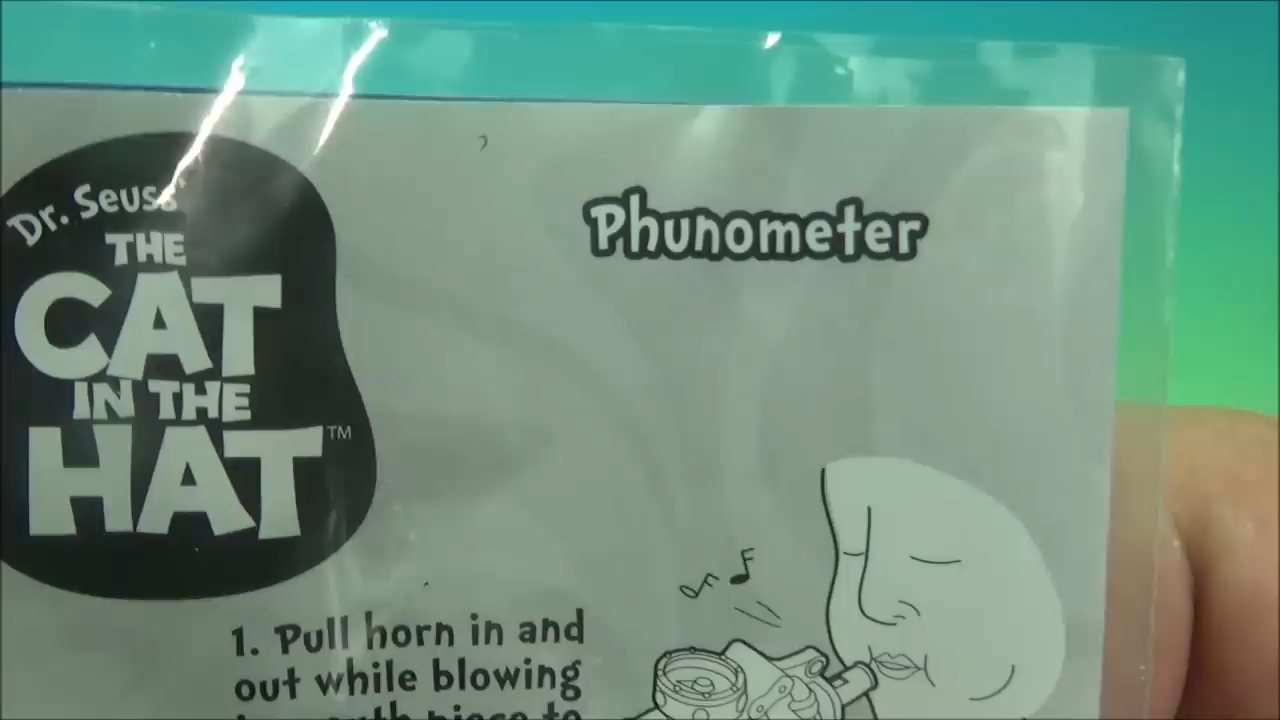 Dr. Seuss'
THE
CAT
IN THE
HAT™
Phunometer
1. Pull horn in and
out while blowing